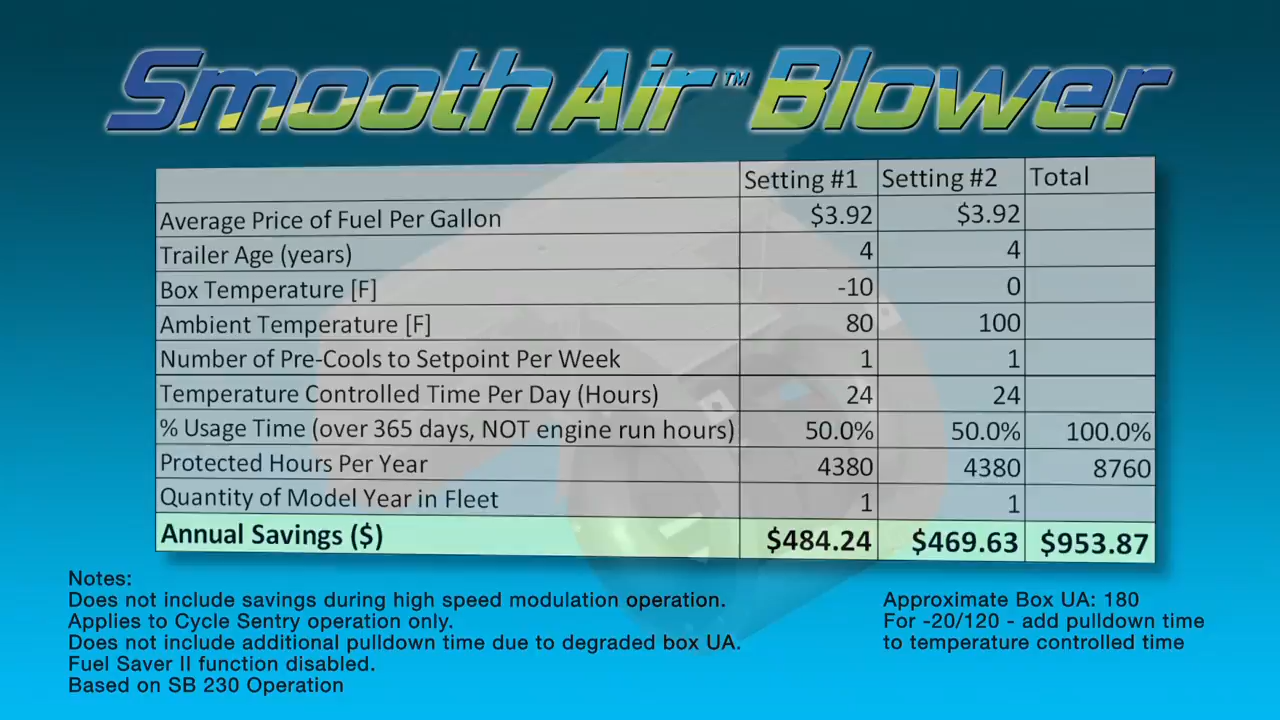 SmoothAir™ Blower
Setting #1 Setting #2 Total
Average Price of Fuel Per Gallon $3.92 $3.92
Trailer Age (years) 4 4
Box Temperature [F] -10 0
Ambient Temperature [F] 80 100
Number of Pre-Cools to Setpoint Per Week 1 1
Temperature Controlled Time Per Day (Hours) 24 24
% Usage Time (over 365 days, NOT engine run hours) 50.0% 50.0% 100.0%
Protected Hours Per Year 4380 4380 8760
Quantity of Model Year in Fleet 1 1
Annual Savings ($) $484.24 $469.63 $953.87
Notes:
Does not include savings during high speed modulation operation.
Applies to Cycle Sentry operation only.
Does not include additional pulldown time due to degraded box UA.
Fuel Saver II function disabled.
Based on SB 230 Operation
Approximate Box UA: 180
For -20/120 - add pulldown time
to temperature controlled time